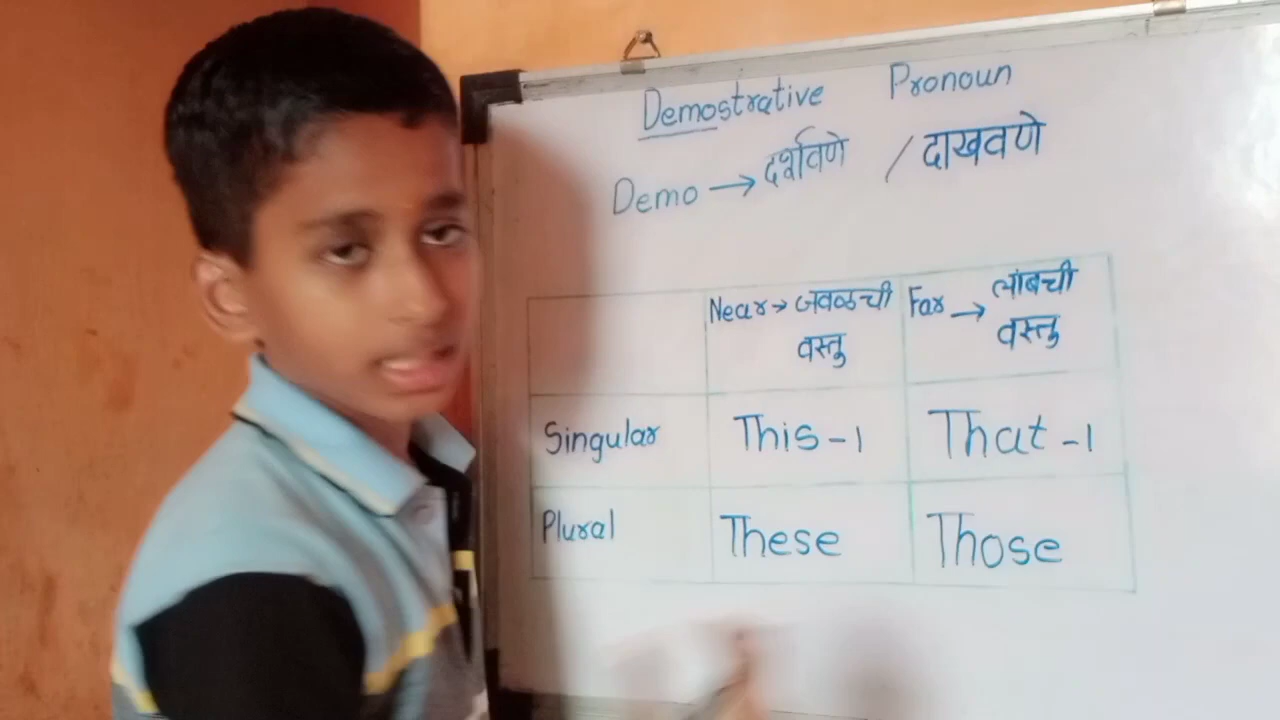 Demostrative Pronoun
Demo → दर्शविणे / दाखवणे
Near → जवळची वस्तु
Far → लांबची वस्तु
Singular This - 1 That - 1
Plural These Those